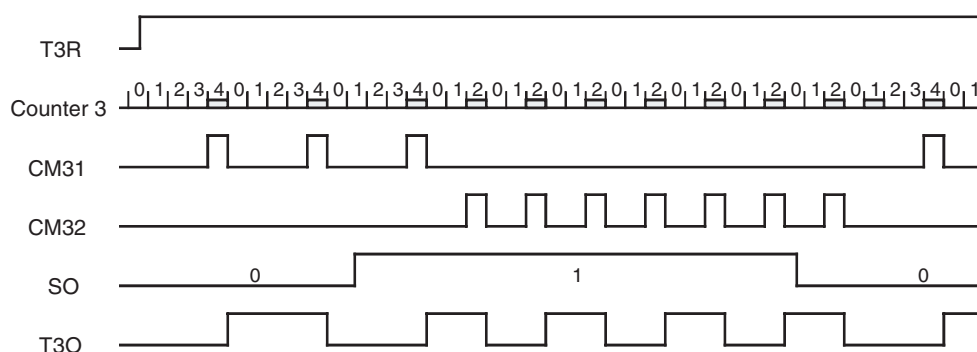 T3R
0 1 2 3 4 0 1 2 3 4 0 1 2 3 4 0 1 2 0 1 2 0 1 2 0 1 2 0 1 2 0 1 2 0 1 2 0 1 2 3 4 0 1
Counter 3
CM31
CM32
SO 0 1 0
T3O